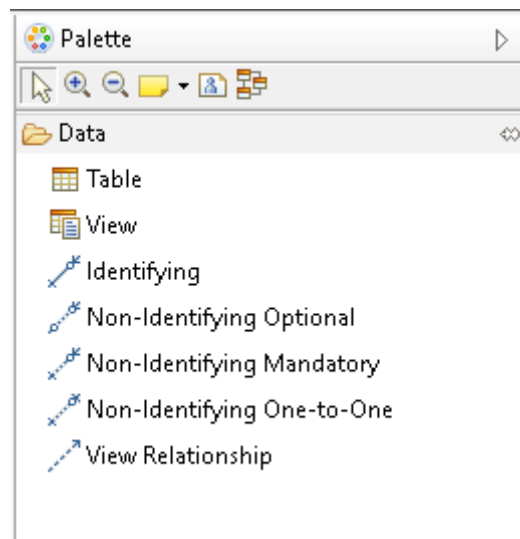 Palette
Data
Table
View
Identifying
Non-Identifying Optional
Non-Identifying Mandatory
Non-Identifying One-to-One
View Relationship